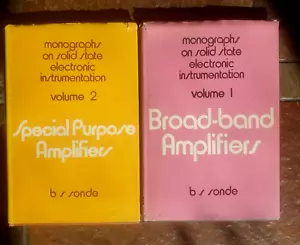 monographs
on solid state
electronic
instrumentation
volume 2
Special Purpose
Amplifiers
b s sonde
monographs
on solid state
electronic
instrumentation
volume 1
Broad-band
Amplifiers
b s sonde